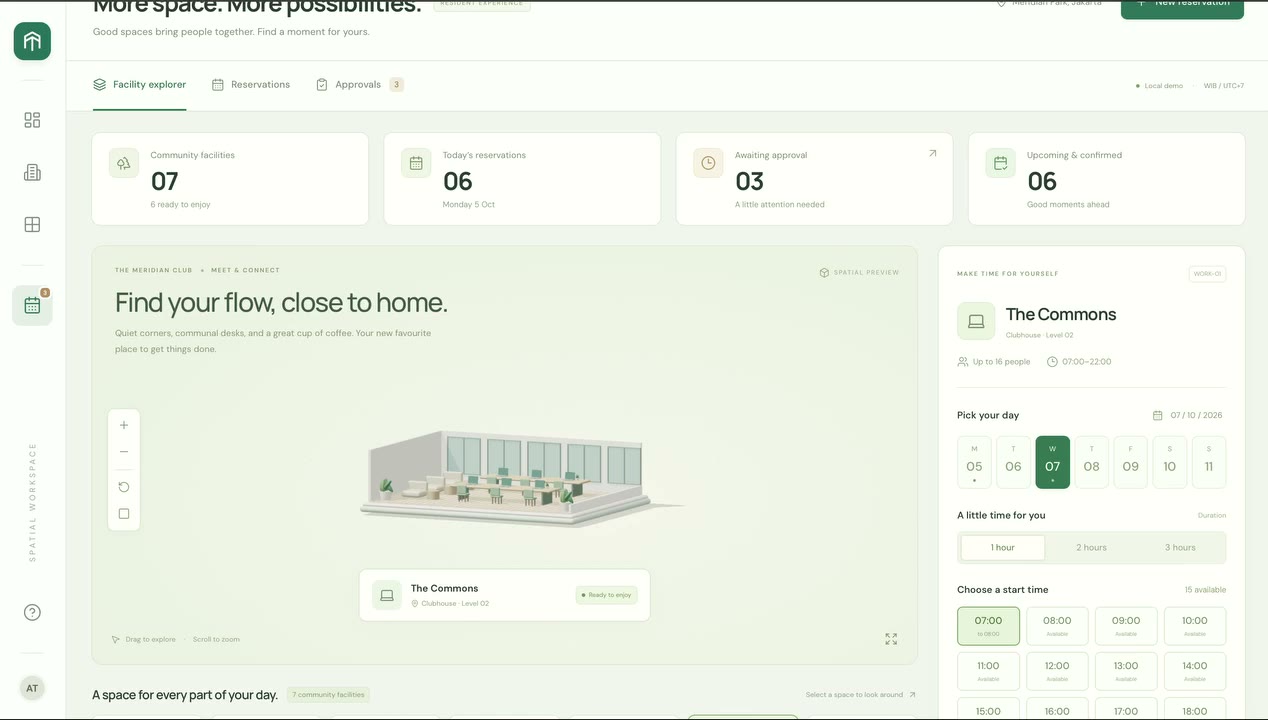 More space. More possibilities.
RESIDENT EXPERIENCE
Meridian Park, Jakarta
New reservation
Good spaces bring people together. Find a moment for yours.
Facility explorer
Reservations
Approvals 3
Local demo · WIB / UTC+7
Community facilities
07
6 ready to enjoy
Today's reservations
06
Monday 5 Oct
Awaiting approval
03
A little attention needed
Upcoming & confirmed
06
Good moments ahead
3
SPATIAL WORKSPACE
AT
THE MERIDIAN CLUB MEET & CONNECT
SPATIAL PREVIEW
Find your flow, close to home.
Quiet corners, communal desks, and a great cup of coffee. Your new favourite
place to get things done.
The Commons
Clubhouse · Level 02
Ready to enjoy
Drag to explore · Scroll to zoom
A space for every part of your day.
7 community facilities
Select a space to look around
MAKE TIME FOR YOURSELF
WORK-01
The Commons
Clubhouse · Level 02
Up to 16 people
07:00–22:00
Pick your day
07 / 10 / 2026
M T W T F S S
05 06 07 08 09 10 11
A little time for you
Duration
1 hour 2 hours 3 hours
Choose a start time
15 available
07:00 08:00 09:00 10:00
to 08:00 Available Available Available
11:00 12:00 13:00 14:00
Available Available Available Available
15:00 16:00 17:00 18:00